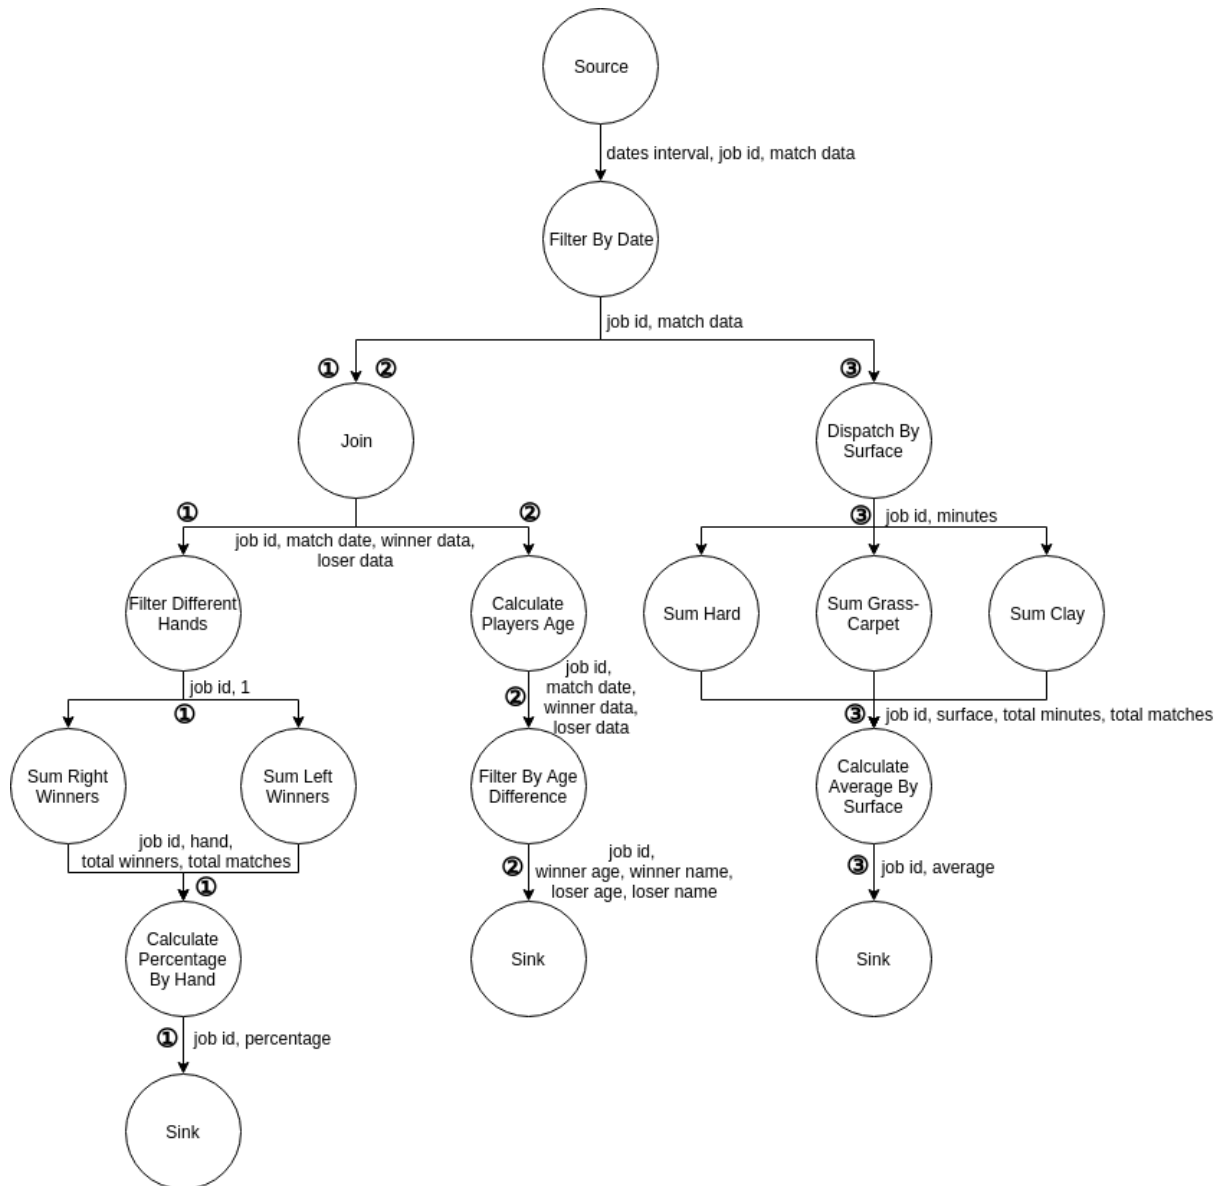 Source
dates interval, job id, match data
Filter By Date
job id, match data
① ②
③
Join
Dispatch By
Surface
①
②
job id, match date, winner data,
loser data
③ job id, minutes
Filter Different
Hands
Calculate
Players Age
Sum Hard
Sum Grass-
Carpet
Sum Clay
job id, 1
①
②
job id,
match date,
winner data,
loser data
③ job id, surface, total minutes, total matches
Sum Right
Winners
Sum Left
Winners
Filter By Age
Difference
Calculate
Average By
Surface
job id, hand,
total winners, total matches
①
②
job id,
winner age, winner name,
loser age, loser name
③ job id, average
Calculate
Percentage
By Hand
Sink
Sink
① job id, percentage
Sink